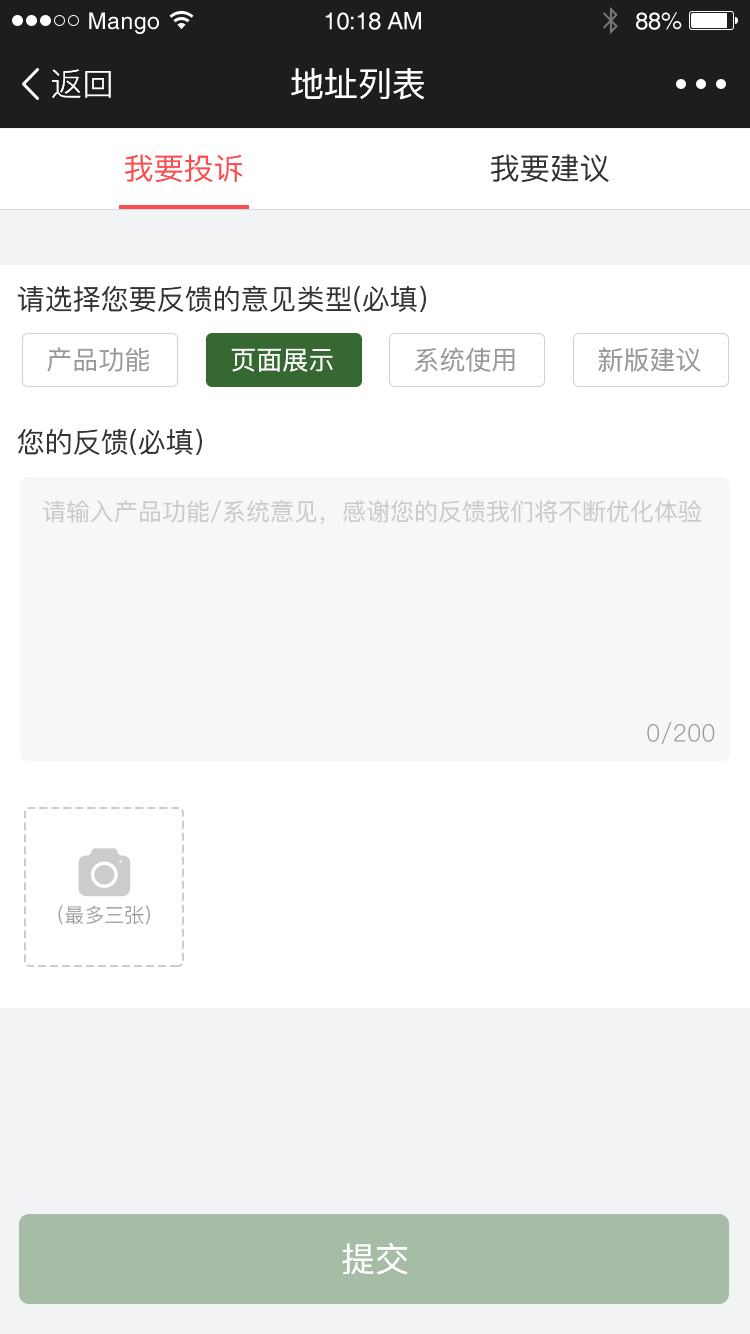 Mango 10:18 AM 88%
返回 地址列表
我要投诉 我要建议
请选择您要反馈的意见类型(必填)
产品功能 页面展示 系统使用 新版建议
您的反馈(必填)
请输入产品功能/系统意见，感谢您的反馈我们将不断优化体验
0/200
(最多三张)
提交